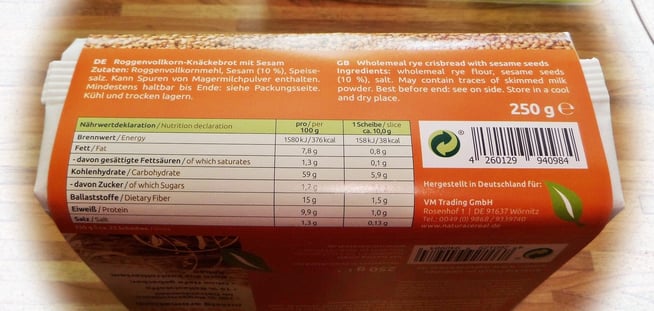 DE Roggenvollkorn-Knäckebrot mit Sesam
Zutaten: Roggenvollkornmehl, Sesam (10 %), Speise-
salz. Kann Spuren von Magermilchpulver enthalten.
Mindestens haltbar bis Ende: siehe Packungsseite.
Kühl und trocken lagern.
GB Wholemeal rye crisbread with sesame seeds
Ingredients: wholemeal rye flour, sesame seeds
(10 %), salt. May contain traces of skimmed milk
powder. Best before end: see on side. Store in a cool
and dry place.
250 g e
Nährwertdeklaration / Nutrition declaration pro / per 100 g 1 Scheibe / slice ca. 10,0g
Brennwert / Energy 1580 kJ / 376 kcal 158 kJ / 38 kcal
Fett / Fat 7,8 g 0,8 g
- davon gesättigte Fettsäuren / of which saturates 1,3 g 0,1 g
Kohlenhydrate / Carbohydrate 59 g 5,9 g
- davon Zucker / of which Sugars 1,2 g
Ballaststoffe / Dietary Fiber 15 g 1,5 g
Eiweiß / Protein 9,9 g 1,0 g
Salz / Salt 1,3 g 0,13 g
4 260129 940984
Hergestellt in Deutschland für:
VM Trading GmbH
Rosenhof 1 | DE 91637 Wörnitz
Tel.: 0049 (0) 9868 / 9339740
www.naturacereal.de
250 g